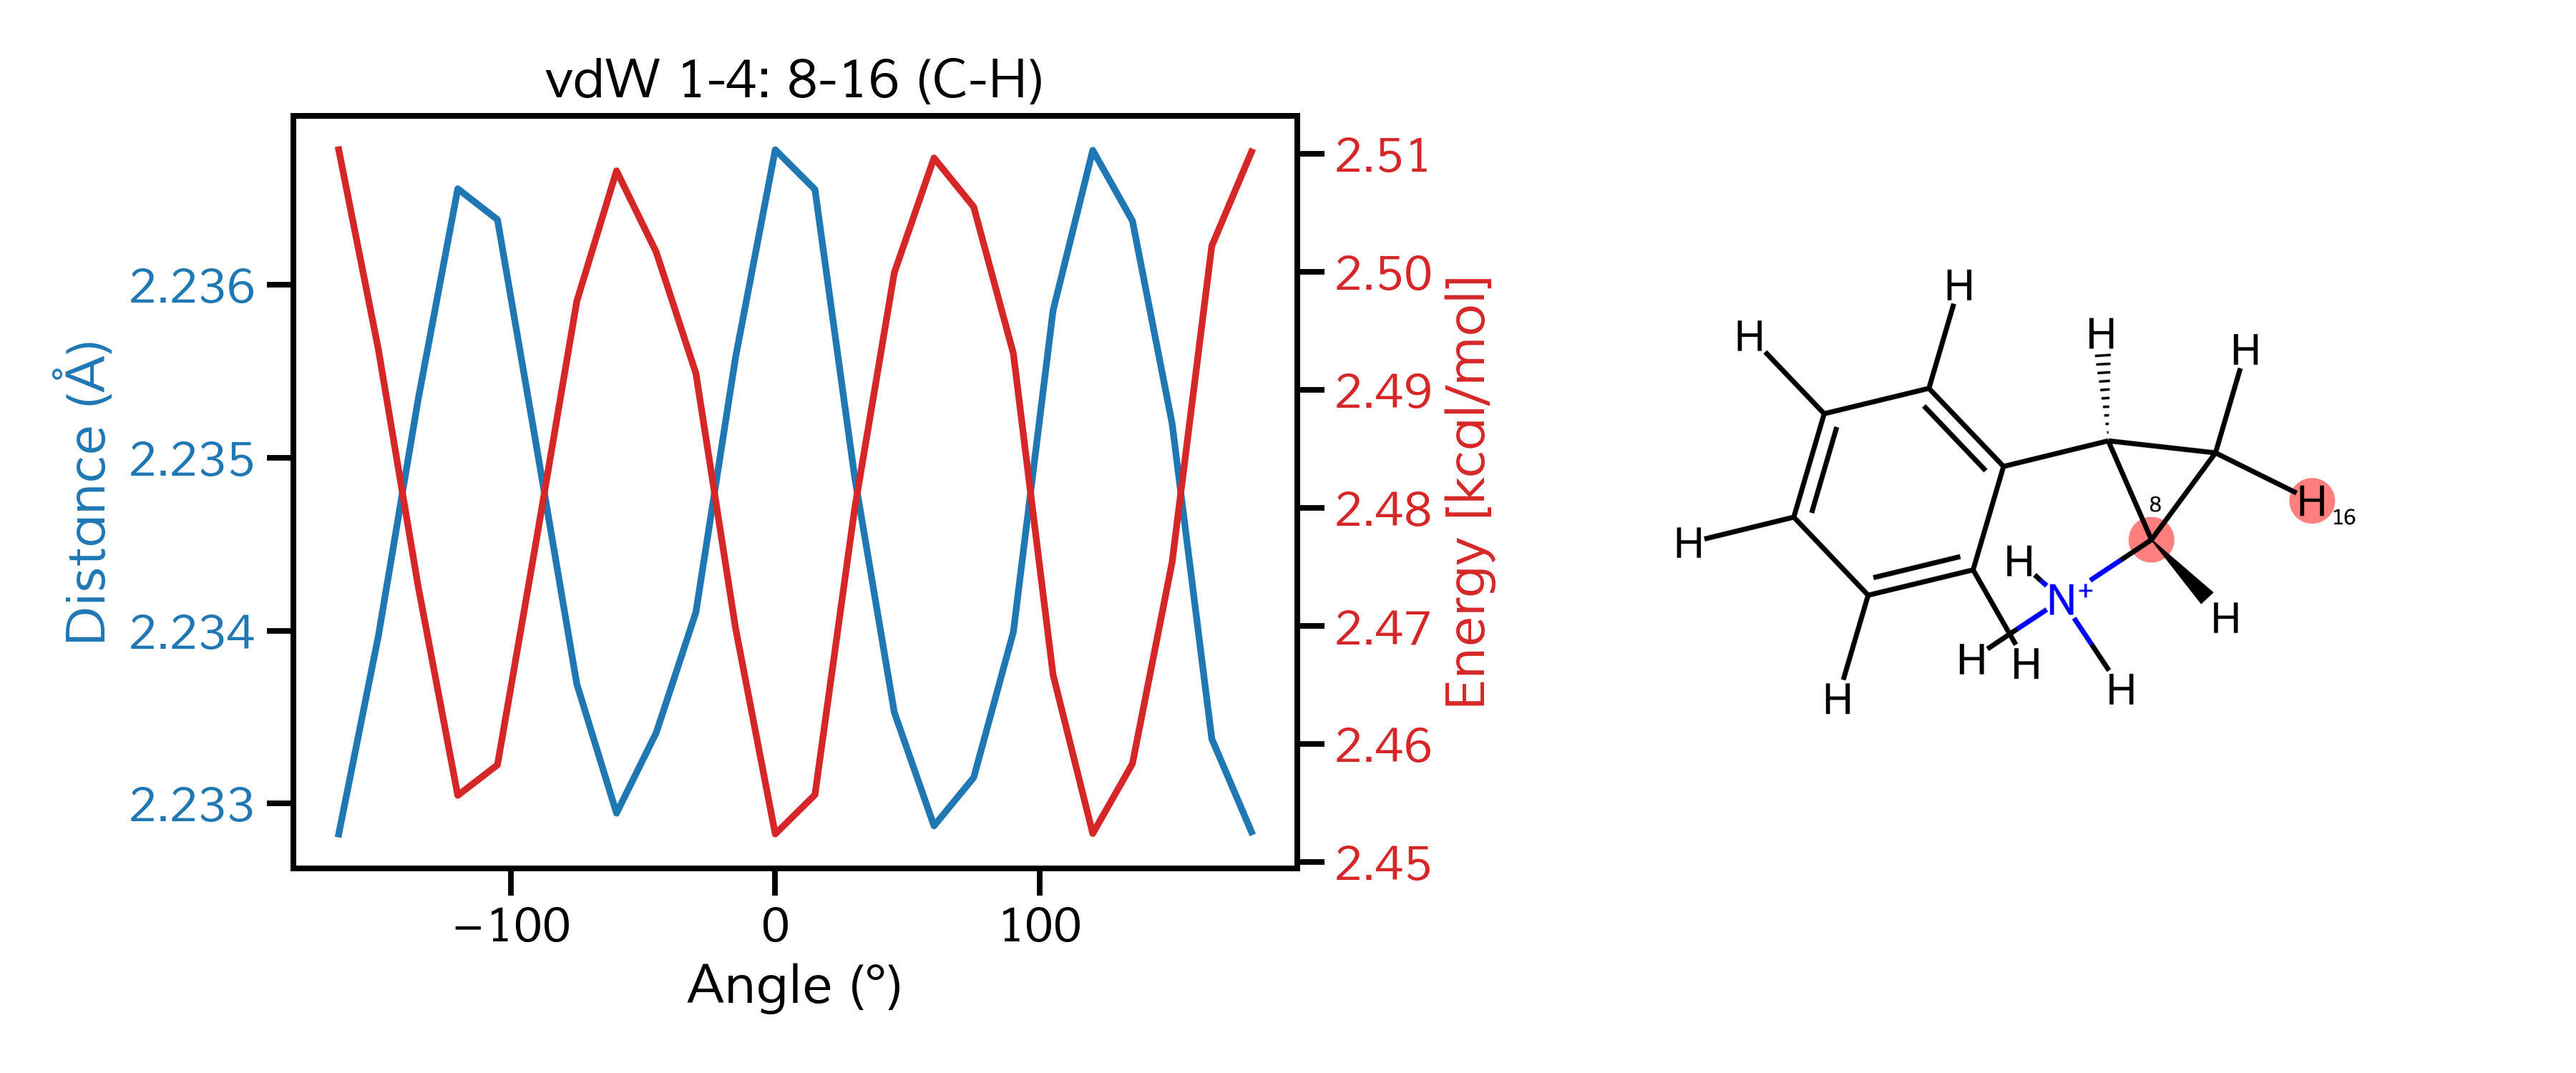 vdW 1-4: 8-16 (C-H)
Distance (Å)
2.236
2.235
2.234
2.233
2.51
2.50
2.49
2.48
2.47
2.46
2.45
Energy [kcal/mol]
−100
0
100
Angle (°)
H
H
H
H
H
8
H
16
H
H
N+
H
H
H
H
H